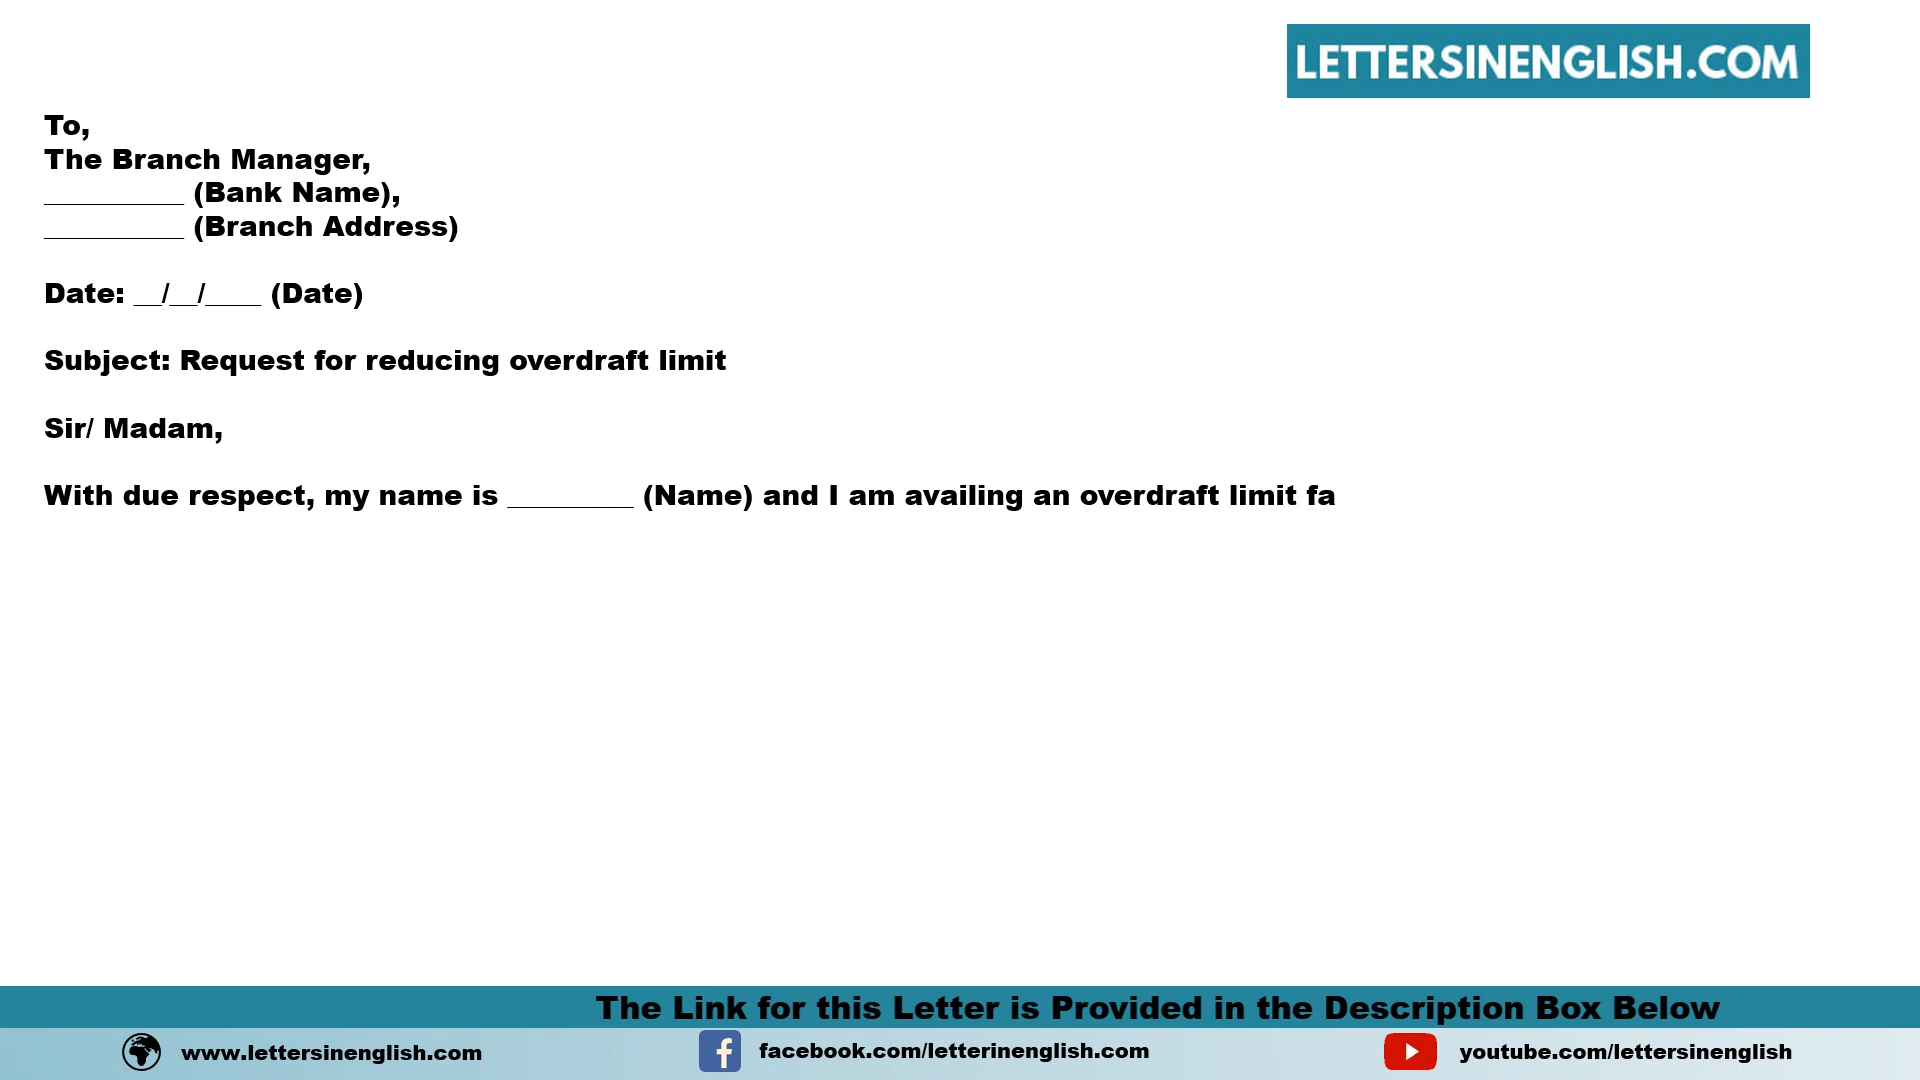 LETTERSINENGLISH.COM
To,
The Branch Manager,
__________ (Bank Name),
__________ (Branch Address)
Date: __/__/____ (Date)
Subject: Request for reducing overdraft limit
Sir/ Madam,
With due respect, my name is _________ (Name) and I am availing an overdraft limit fa
The Link for this Letter is Provided in the Description Box Below
www.lettersinenglish.com
facebook.com/letterinenglish.com
youtube.com/lettersinenglish